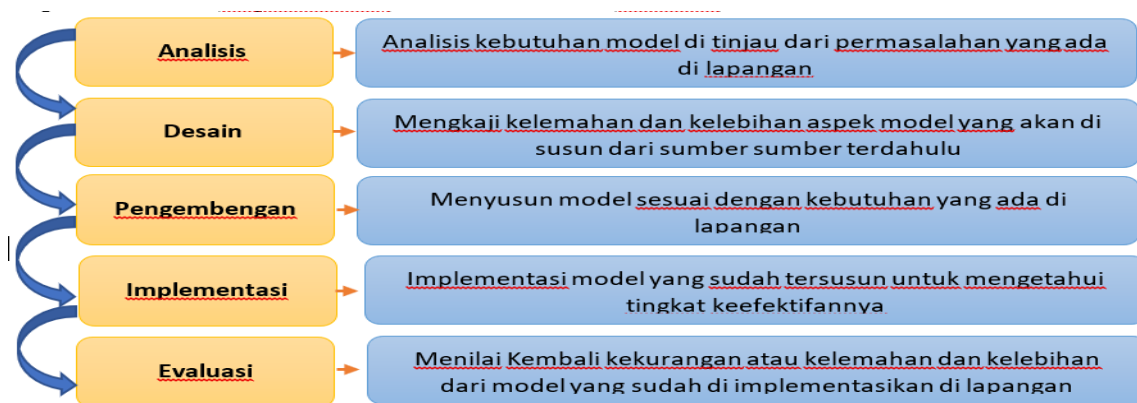 Analisis
Analisis kebutuhan model di tinjau dari permasalahan yang ada
di lapangan
Desain
Mengkaji kelemahan dan kelebihan aspek model yang akan di
susun dari sumber sumber terdahulu
Pengembengan
Menyusun model sesuai dengan kebutuhan yang ada di
lapangan
Implementasi
Implementasi model yang sudah tersusun untuk mengetahui
tingkat keefektifannya
Evaluasi
Menilai Kembali kekurangan atau kelemahan dan kelebihan
dari model yang sudah di implementasikan di lapangan